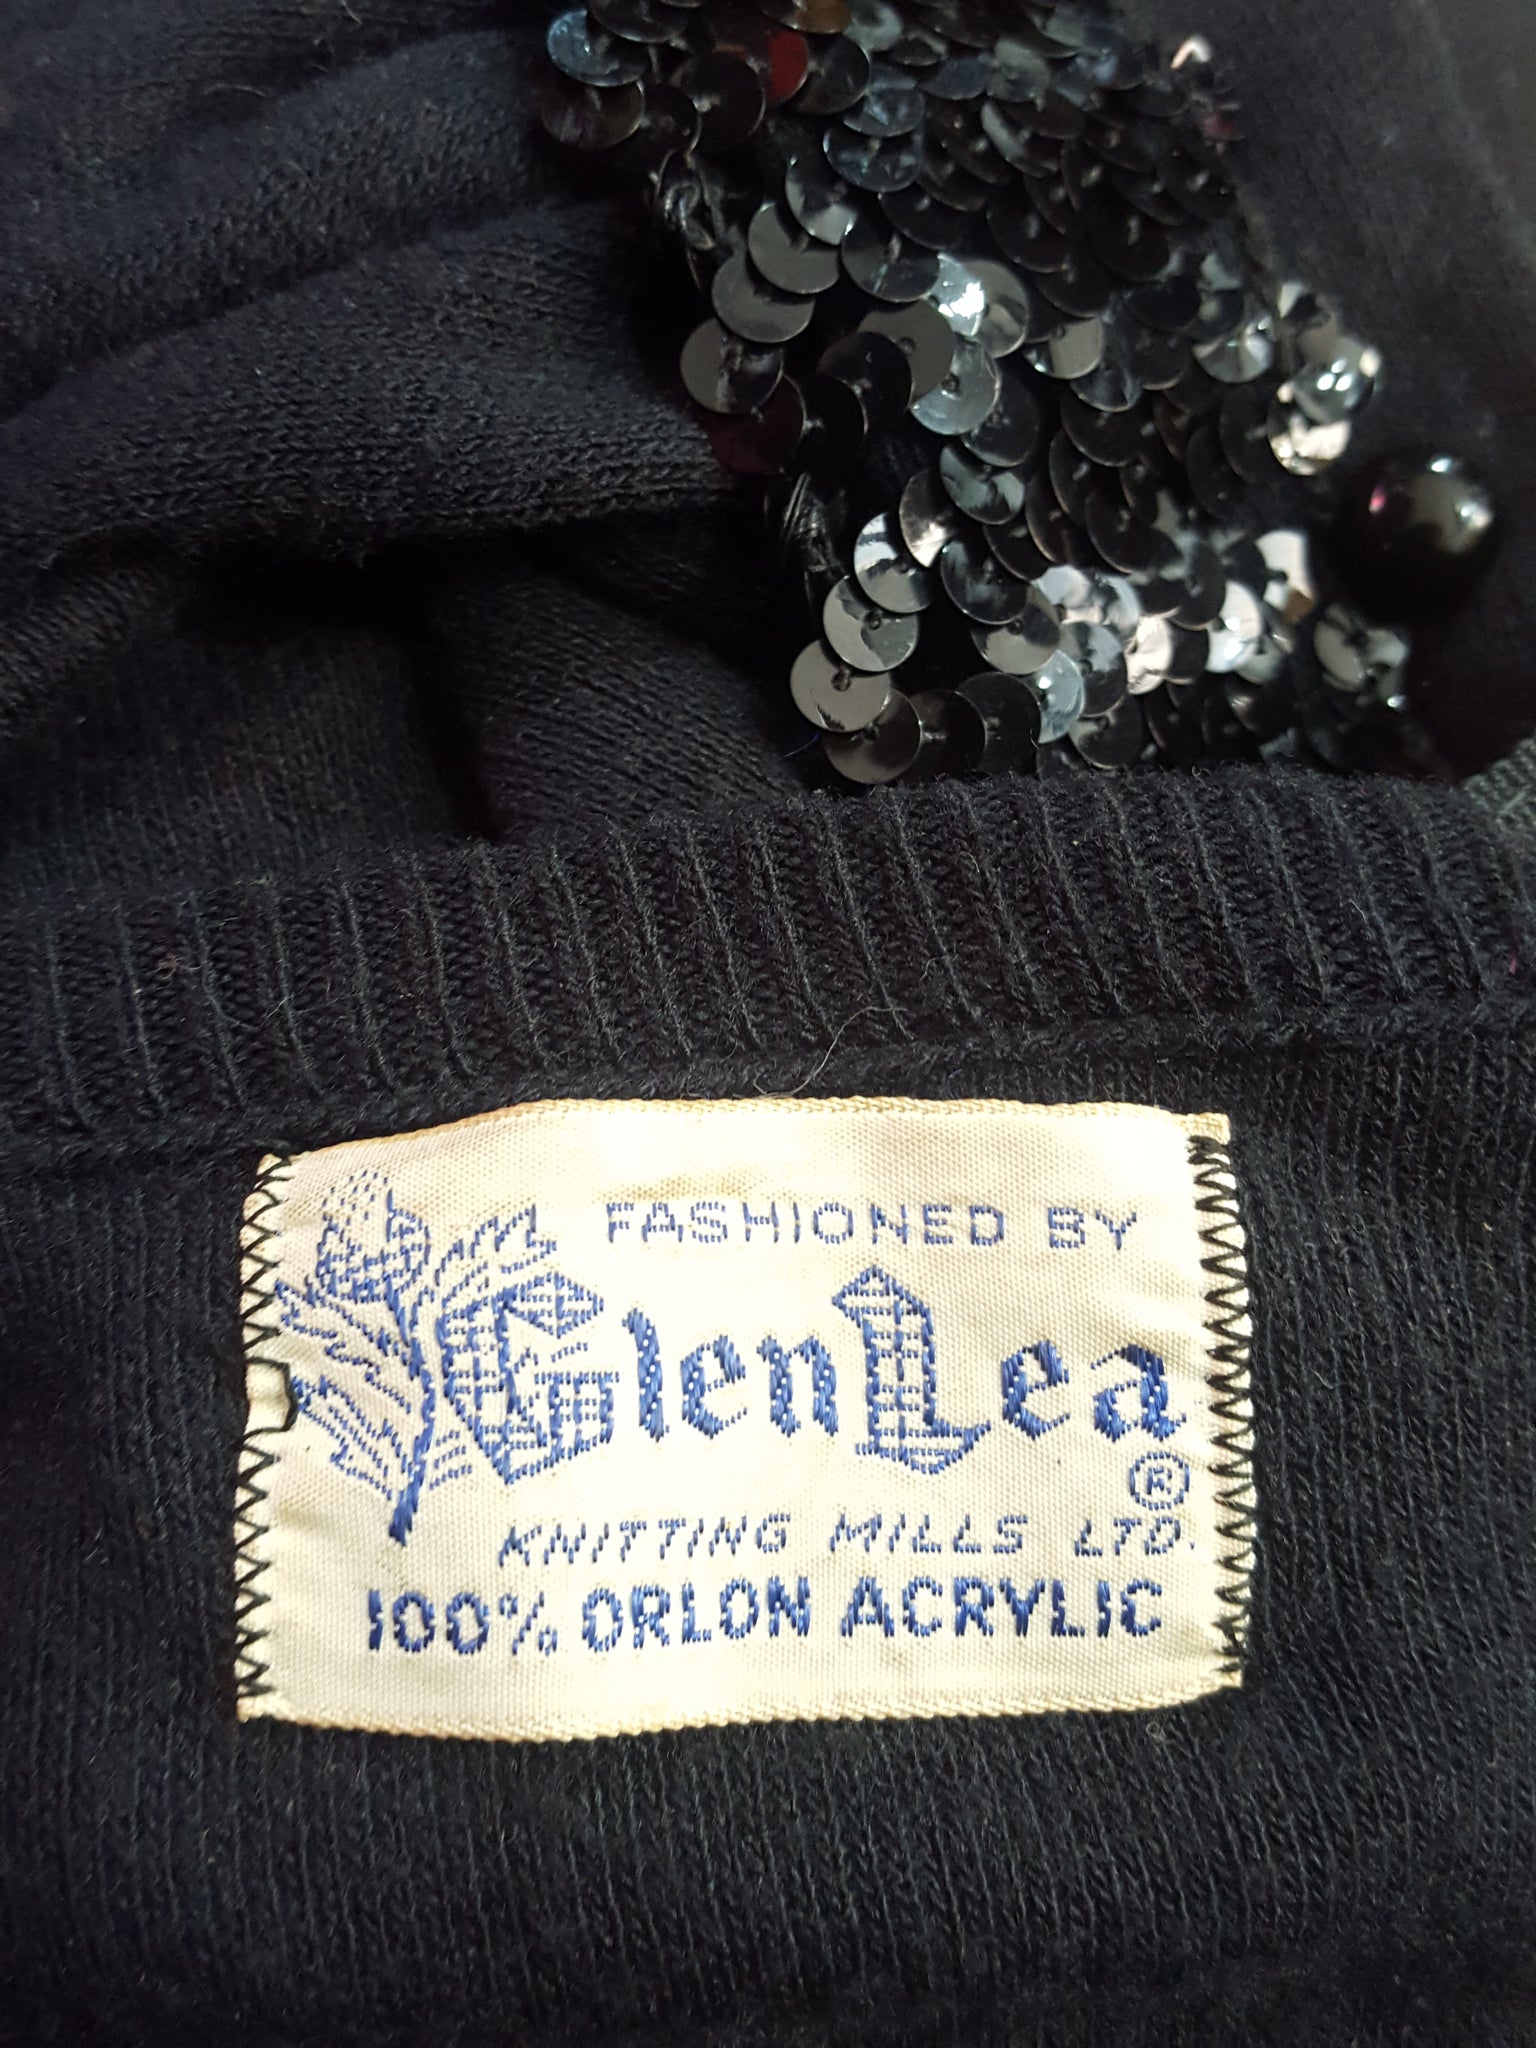 FASHIONED BY
GlenLea
®
KNITTING MILLS LTD.
100% ORLON ACRYLIC